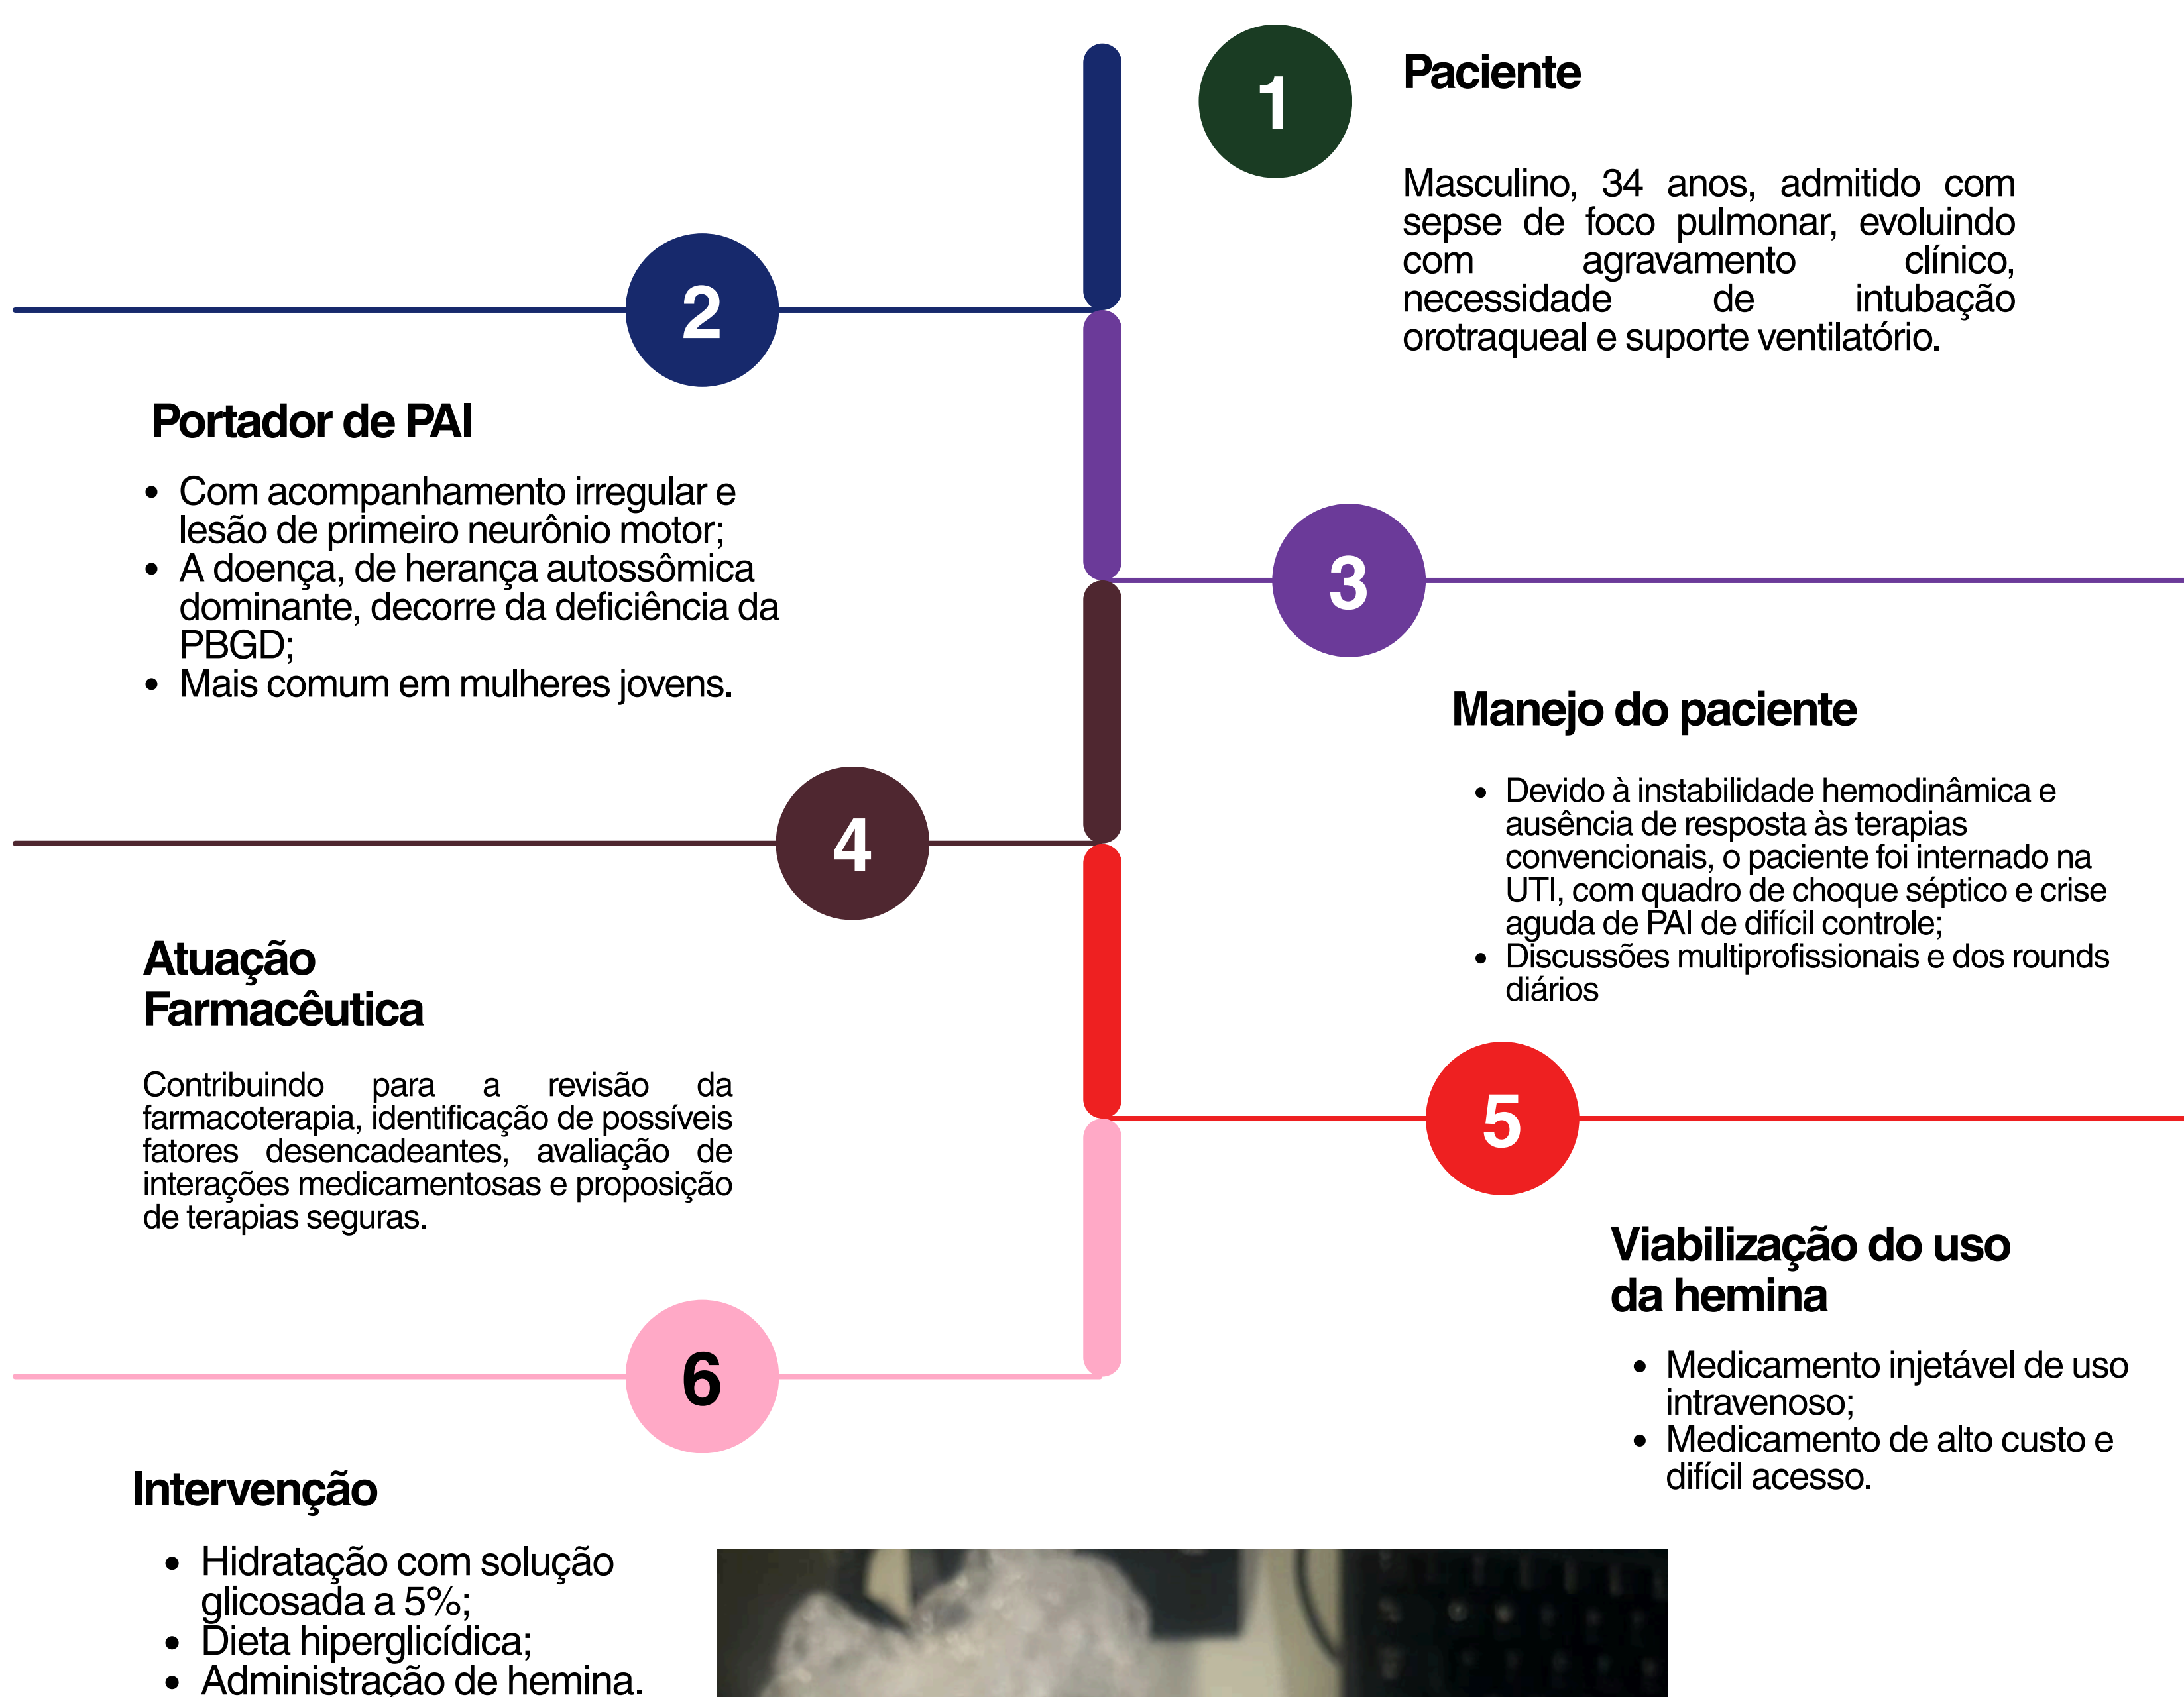 1
Paciente
Masculino, 34 anos, admitido com
sepse de foco pulmonar, evoluindo
com agravamento clínico,
necessidade de intubação
orotraqueal e suporte ventilatório.
2
Portador de PAI
• Com acompanhamento irregular e
lesão de primeiro neurônio motor;
• A doença, de herança autossômica
dominante, decorre da deficiência da
PBGD;
• Mais comum em mulheres jovens.
3
Manejo do paciente
• Devido à instabilidade hemodinâmica e
ausência de resposta às terapias
convencionais, o paciente foi internado na
UTI, com quadro de choque séptico e crise
aguda de PAI de difícil controle;
• Discussões multiprofissionais e dos rounds
diários
4
Atuação
Farmacêutica
Contribuindo para a revisão da
farmacoterapia, identificação de possíveis
fatores desencadeantes, avaliação de
interações medicamentosas e proposição
de terapias seguras.
5
Viabilização do uso
da hemina
• Medicamento injetável de uso
intravenoso;
• Medicamento de alto custo e
difícil acesso.
6
Intervenção
• Hidratação com solução
glicosada a 5%;
• Dieta hiperglicídica;
• Administração de hemina.